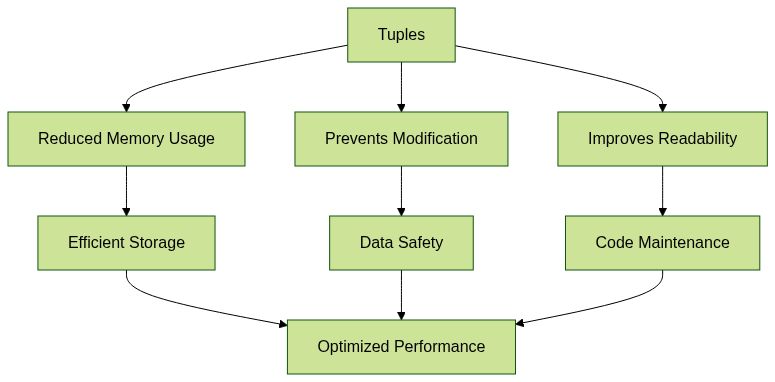 Tuples
Reduced Memory Usage
Prevents Modification
Improves Readability
Efficient Storage
Data Safety
Code Maintenance
Optimized Performance